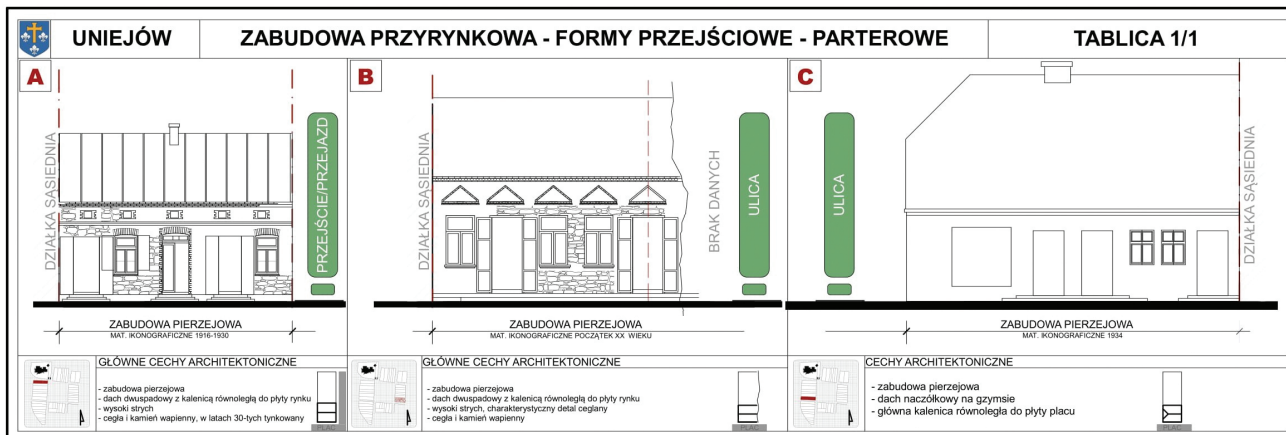 UNIEJÓW
ZABUDOWA PRZYRYNKOWA - FORMY PRZEJŚCIOWE - PARTEROWE
TABLICA 1/1
A
DZIAŁKA SĄSIEDNIA
PRZEJŚCIE/PRZEJAZD
ZABUDOWA PIERZEJOWA
MAT. IKONOGRAFICZNE 1916-1930
GŁÓWNE CECHY ARCHITEKTONICZNE
- zabudowa pierzejowa
- dach dwuspadowy z kalenicą równoległą do płyty rynku
- wysoki strych
- cegła i kamień wapienny, w latach 30-tych tynkowany
PLAC
B
DZIAŁKA SĄSIEDNIA
BRAK DANYCH
ULICA
ZABUDOWA PIERZEJOWA
MAT. IKONOGRAFICZNE POCZĄTEK XX WIEKU
GŁÓWNE CECHY ARCHITEKTONICZNE
- zabudowa pierzejowa
- dach dwuspadowy z kalenicą równoległą do płyty rynku
- wysoki strych, charakterystyczny detal ceglany
- cegła i kamień wapienny
PLAC
C
ULICA
DZIAŁKA SĄSIEDNIA
ZABUDOWA PIERZEJOWA
MAT. IKONOGRAFICZNE 1934
CECHY ARCHITEKTONICZNE
- zabudowa pierzejowa
- dach naczółkowy na gzymsie
- główna kalenica równoległa do płyty placu
PLAC